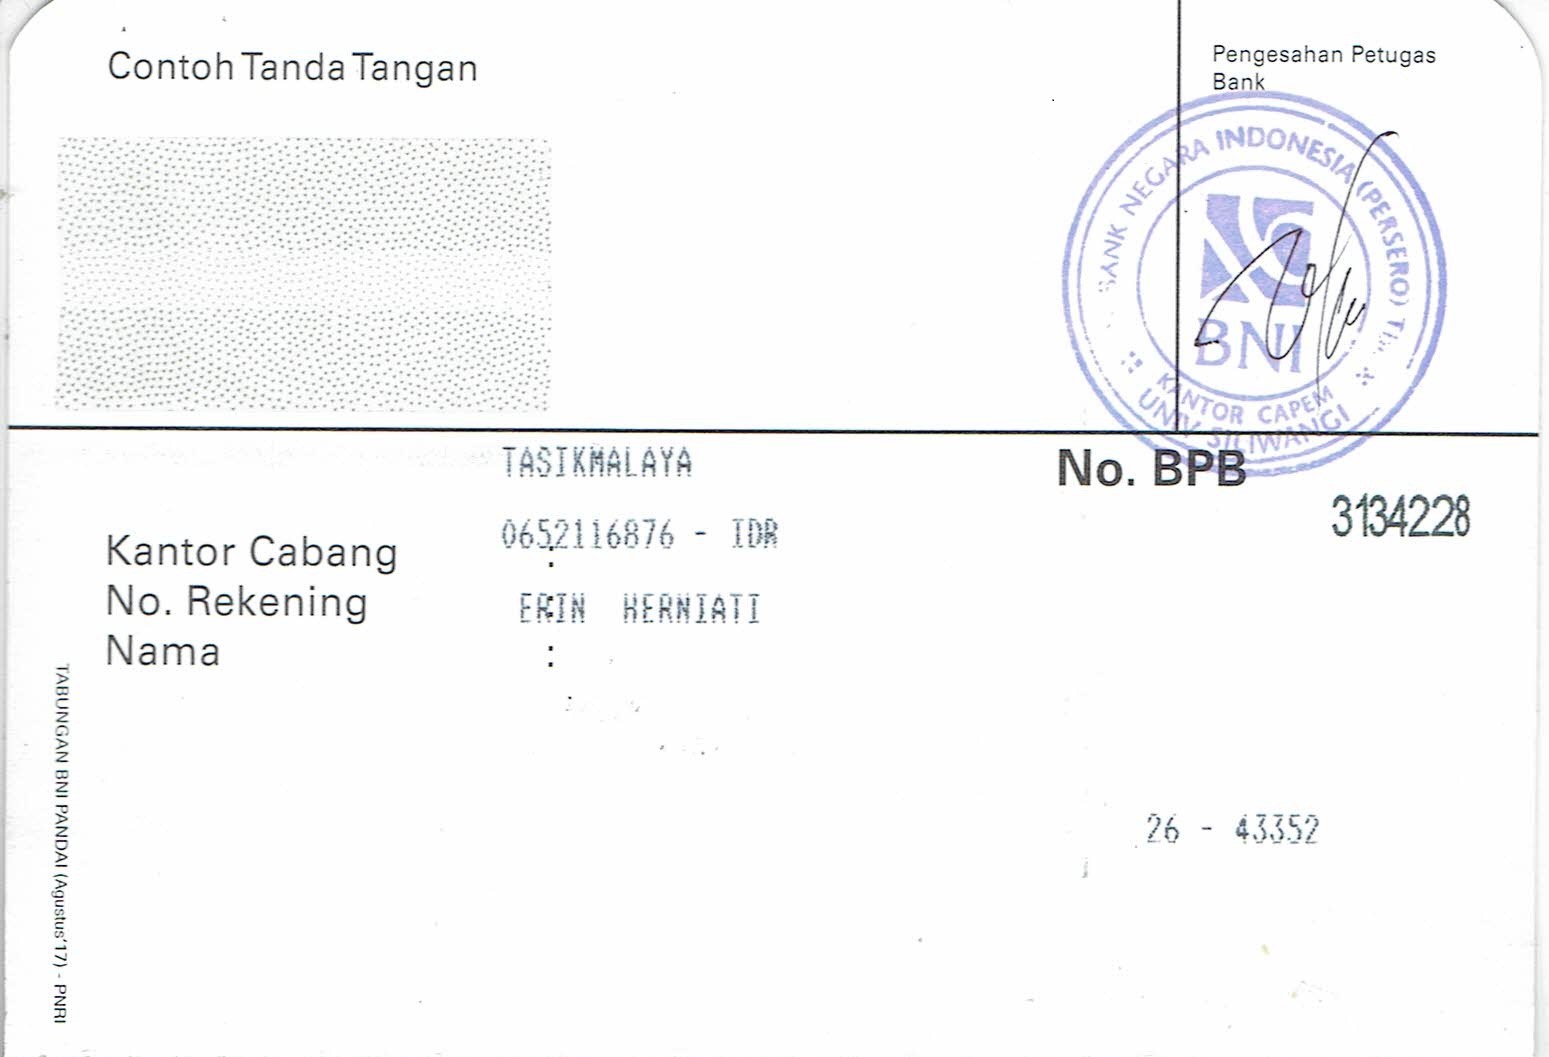 Contoh Tanda Tangan
Pengesahan Petugas
Bank
BANK NEGARA INDONESIA (PERSERO)
BNI
KANTOR CAPEM
UNIV SILIWANGI
TASIKMALAYA
No. BPB
3134228
0652116876 - IDR
Kantor Cabang :
No. Rekening :
ERIN HERNIATI
Nama :
26 - 43352
TABUNGAN BNI PANDAI (Agustus'17) - PNRI